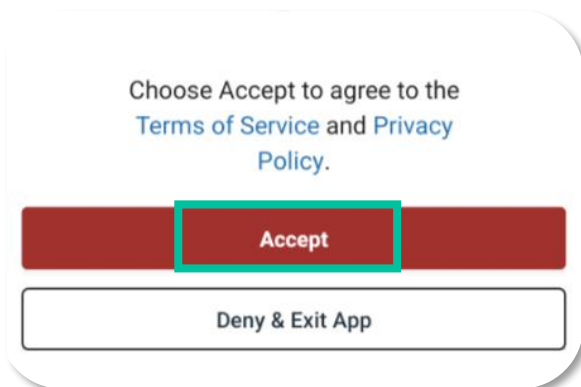 Choose Accept to agree to the
Terms of Service and Privacy
Policy.
Accept
Deny & Exit App